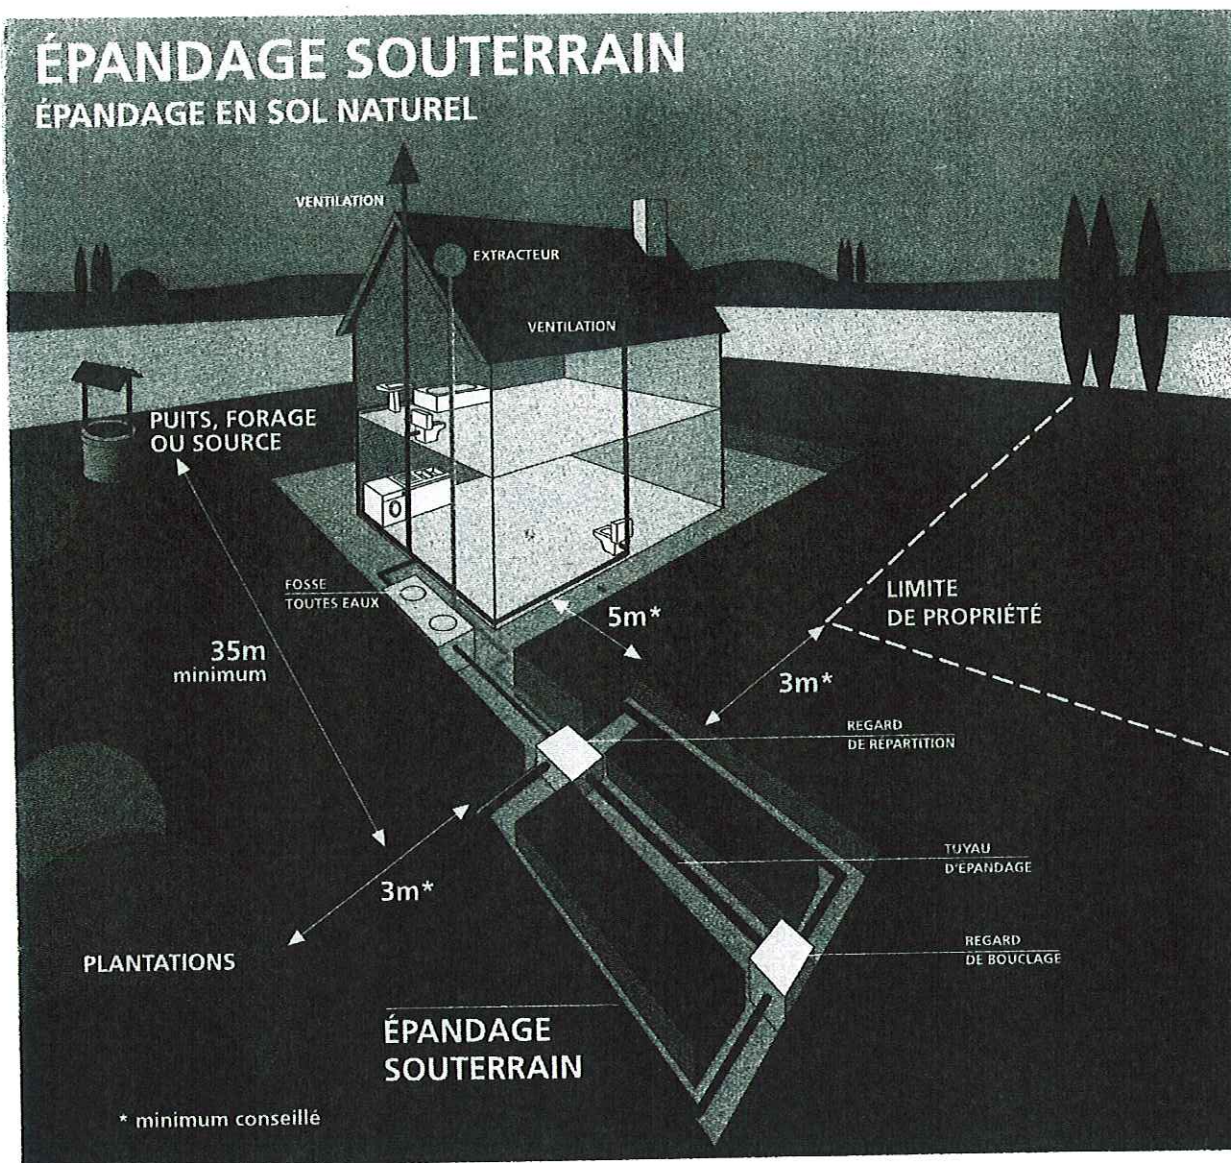 ÉPANDAGE SOUTERRAIN
ÉPANDAGE EN SOL NATUREL
VENTILATION
EXTRACTEUR
VENTILATION
PUITS, FORAGE
OU SOURCE
FOSSE
TOUTES EAUX
5m*
LIMITE
DE PROPRIÉTÉ
35m
minimum
3m*
REGARD
DE RÉPARTITION
TUYAU
D'ÉPANDAGE
3m*
REGARD
DE BOUCLAGE
PLANTATIONS
ÉPANDAGE
SOUTERRAIN
* minimum conseillé